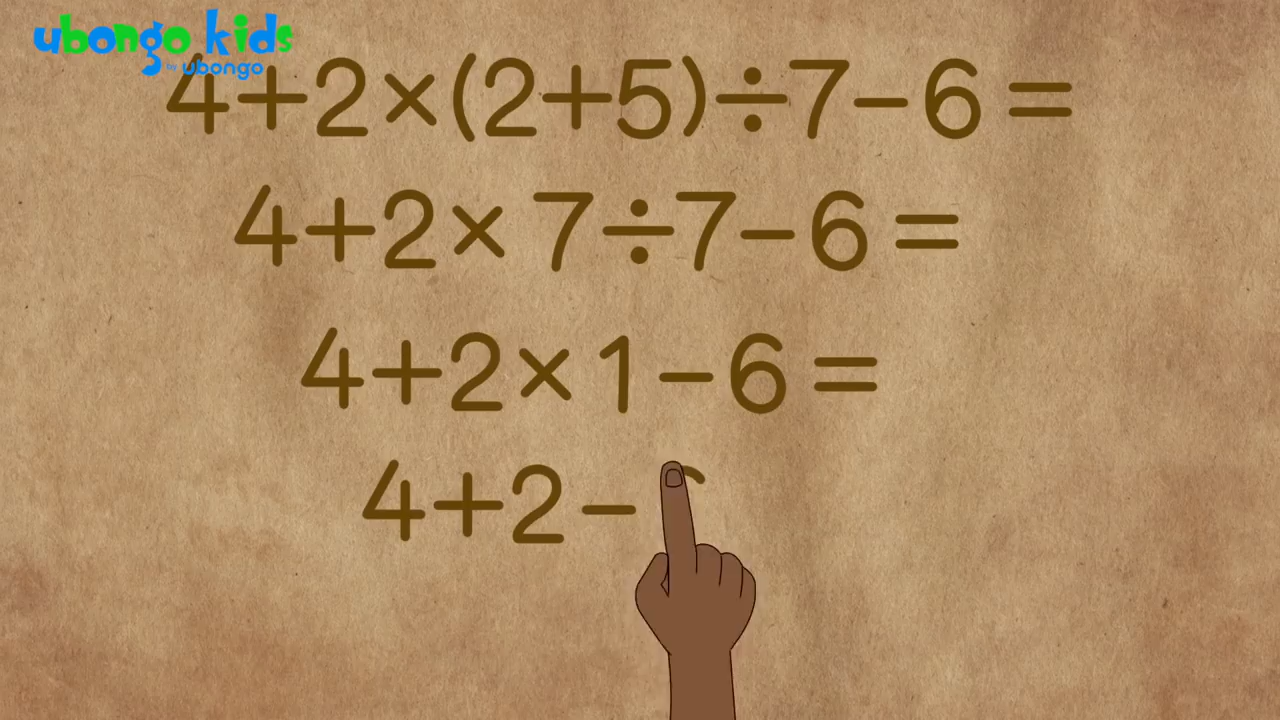 ubongo kids
by ubongo
4+2×(2+5)÷7−6=
4+2×7÷7−6=
4+2×1−6=
4+2−